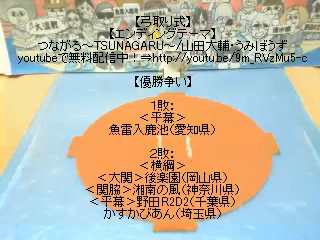 【弓取り式】
【エンディングテーマ】
つながる～TSUNAGARU～/山田大輔・うみぼうず
youtubeで無料配信中！⇒http://youtube/9m_RVzMu5-c
【優勝争い】
1敗：
＜平幕＞
魚雷入鹿池(愛知県)
2敗：
＜横綱＞
＜大関＞後楽園(岡山県)
＜関脇＞湘南の風(神奈川県)
＜平幕＞野田R2D2(千葉県)
かすかびあん(埼玉県)